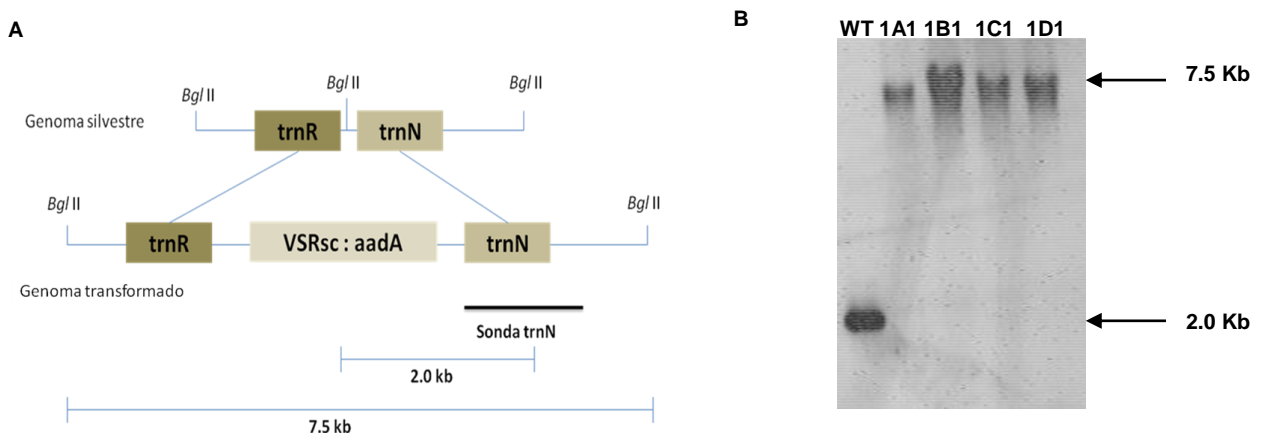 A
Bgl II
Bgl II
Bgl II
Genoma silvestre
trnR
trnN
Bgl II
Bgl II
trnR
VSRsc : aadA
trnN
Genoma transformado
Sonda trnN
2.0 kb
7.5 kb
B
WT 1A1 1B1 1C1 1D1
7.5 Kb
2.0 Kb